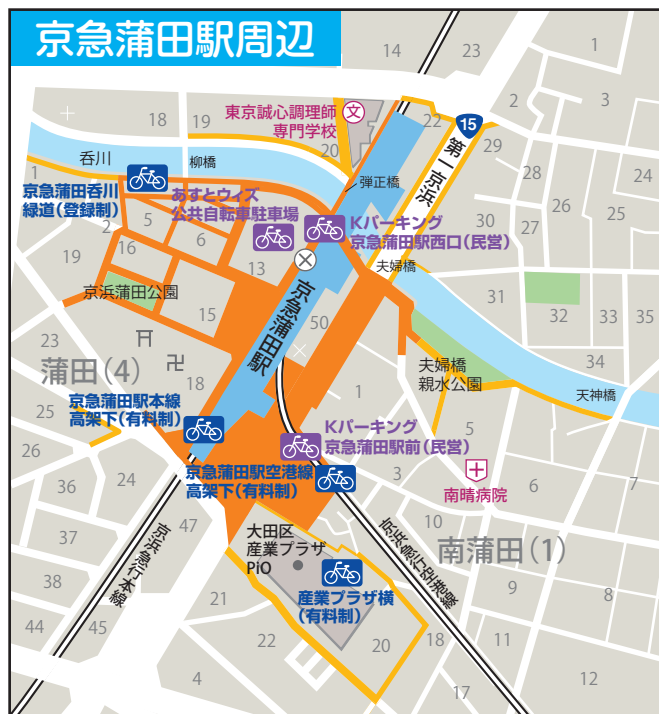 京急蒲田駅周辺
14
23
1
2
3
18
19
東京誠心調理師
専門学校
文
20
22
15
第一京浜
29
呑川
柳橋
弾正橋
28
26
25
27
30
1
京急蒲田呑川
緑道(登録制)
あすとウィズ
公共自転車駐車場
Kパーキング
京急蒲田駅西口(民営)
2
5
6
16
19
13
夫婦橋
京浜蒲田公園
15
京急蒲田駅
50
31
32
33
35
34
23
蒲田(4)
18
1
夫婦橋
親水公園
天神橋
25
京急蒲田駅本線
高架下(有料制)
Kパーキング
京急蒲田駅前(民営)
5
26
24
36
京急蒲田駅空港線
高架下(有料制)
3
南晴病院
6
7
37
47
京浜急行本線
大田区
産業プラザ
PiO
10
南蒲田(1)
京浜急行空港線
38
21
産業プラザ横
(有料制)
9
8
44
45
22
20
18
11
4
17
12